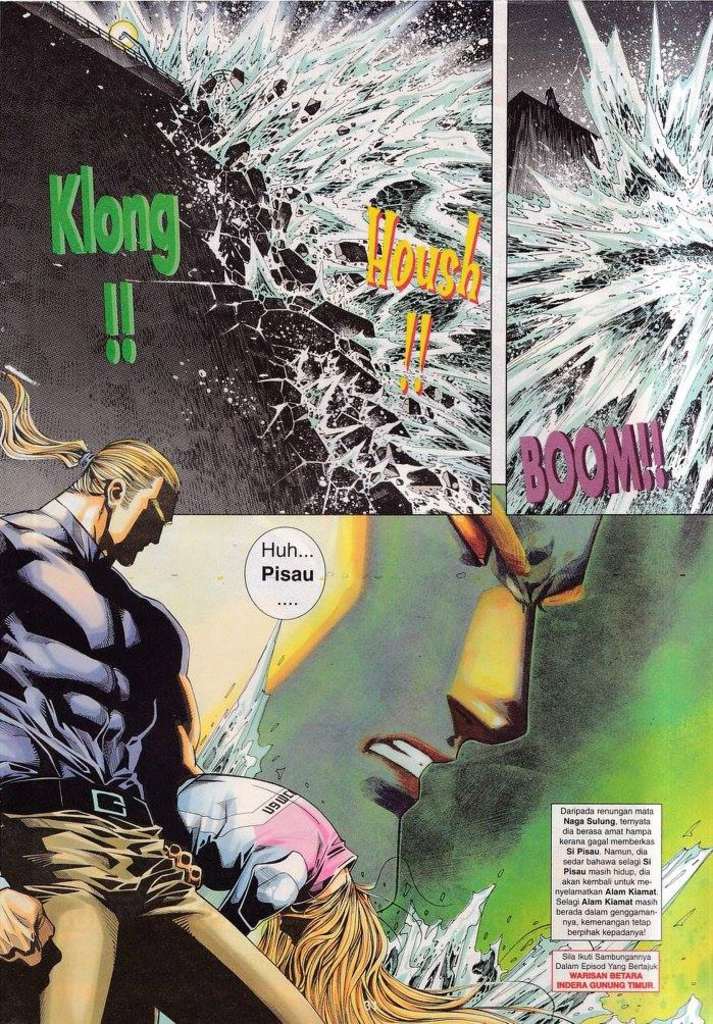 Klong
!!
Housh
!!
BOOM!!
Huh...
Pisau
....
Daripada renungan mata
Naga Sulung, ternyata
dia berasa amat hampa
kerana gagal memberkas
Si Pisau. Namun, dia
sedar bahawa selagi Si
Pisau masih hidup, dia
akan kembali untuk me-
nyelamatkan Alam Kiamat.
Selagi Alam Kiamat masih
berada dalam genggaman-
nya, kemenangan tetap
berpihak kepadanya!
Sila Ikuti Sambungannya
Dalam Episod Yang Bertajuk
WARISAN BETARA
INDERA GUNUNG TIMUR